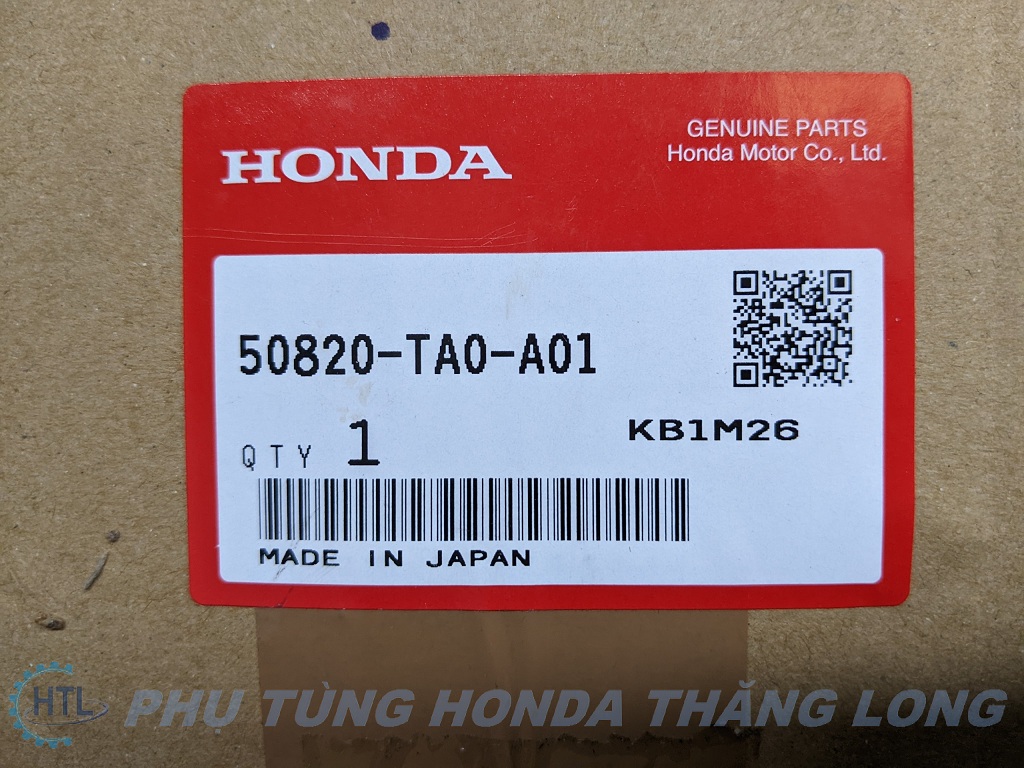 HONDA
GENUINE PARTS
Honda Motor Co., Ltd.
50820-TA0-A01
QTY 1
KB1M26
MADE IN JAPAN
HTL
PHỤ TÙNG HONDA THĂNG LONG